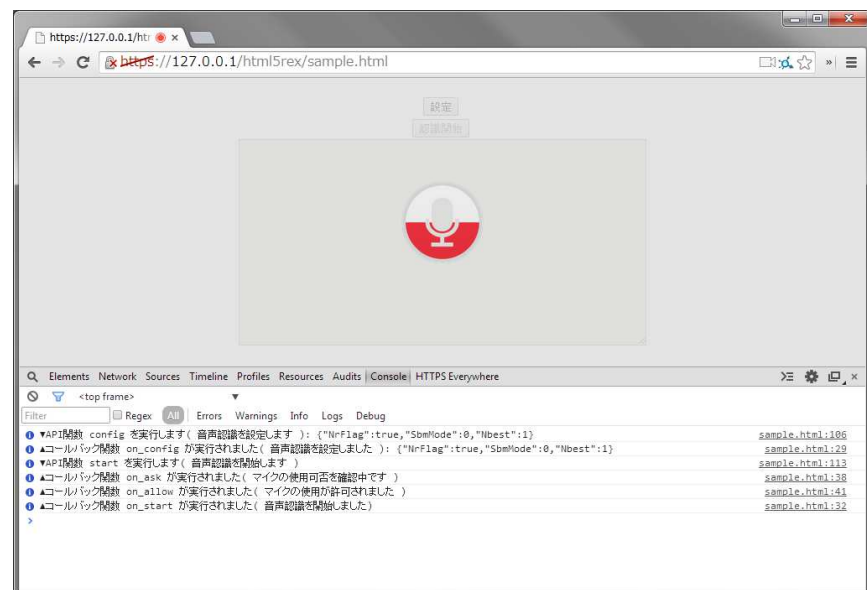 https://127.0.0.1/htm
https://127.0.0.1/html5rex/sample.html
設定
認識開始
Elements Network Sources Timeline Profiles Resources Audits Console HTTPS Everywhere
<top frame>
Filter Regex All Errors Warnings Info Logs Debug
▼API関数 config を実行します( 音声認識を設定します ): {"NrFlag":true,"SbmMode":0,"Nbest":1} sample.html:106
▲コールバック関数 on_config が実行されました( 音声認識を設定しました ): {"NrFlag":true,"SbmMode":0,"Nbest":1} sample.html:29
▼API関数 start を実行します( 音声認識を開始します ) sample.html:113
▲コールバック関数 on_ask が実行されました( マイクの使用可否を確認中です ) sample.html:38
▲コールバック関数 on_allow が実行されました( マイクの使用が許可されました ) sample.html:41
▲コールバック関数 on_start が実行されました( 音声認識を開始しました) sample.html:32